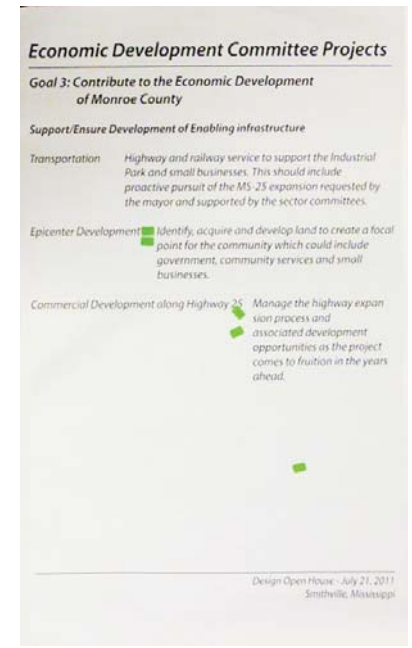 Economic Development Committee Projects
Goal 3: Contribute to the Economic Development
of Monroe County
Support/Ensure Development of Enabling infrastructure
Transportation Highway and railway service to support the Industrial
Park and small businesses. This should include
proactive pursuit of the MS-25 expansion requested by
the mayor and supported by the sector committees.
Epicenter Development Identify, acquire and develop land to create a focal
point for the community which could include
government, community services and small
businesses.
Commercial Development along Highway 25 Manage the highway expan
sion process and
associated development
opportunities as the project
comes to fruition in the years
ahead.
Design Open House - July 21, 2011
Smithville, Mississippi